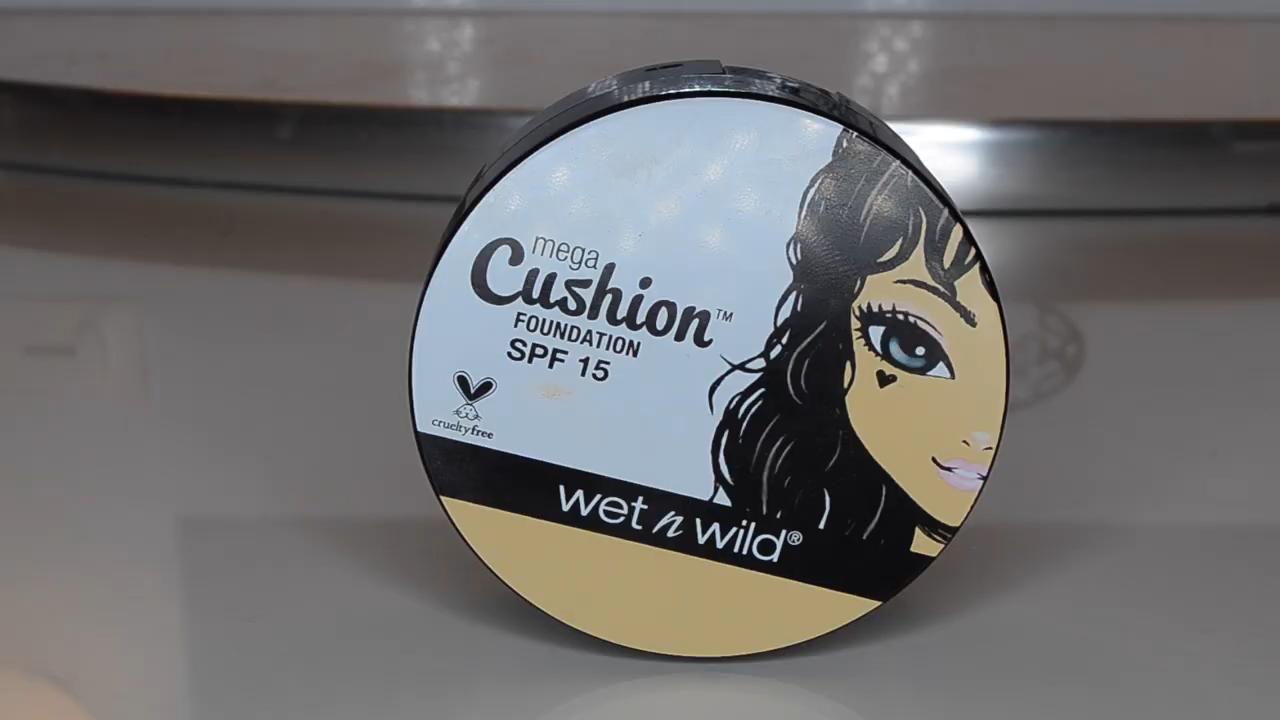 mega
Cushion™
FOUNDATION
SPF 15
crueltyfree
wet n wild®